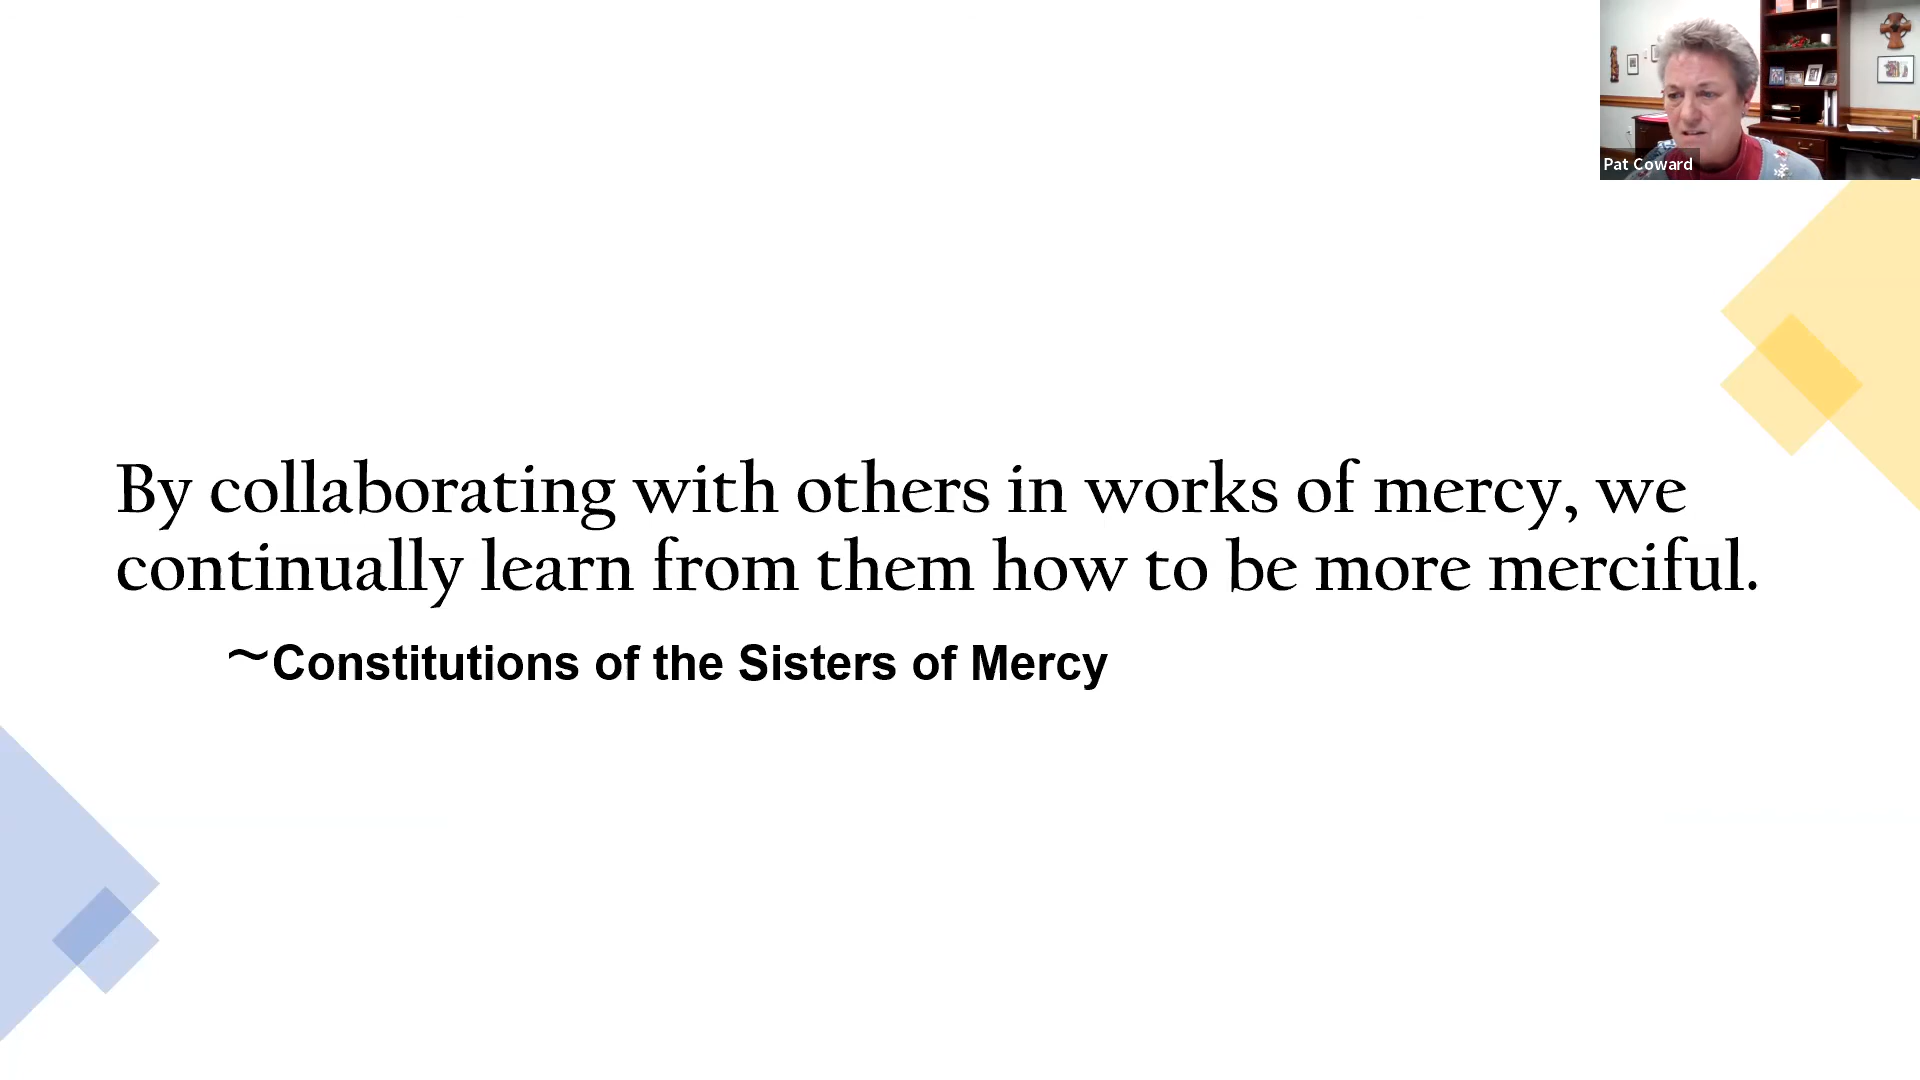 Pat Coward
By collaborating with others in works of mercy, we
continually learn from them how to be more merciful.
~Constitutions of the Sisters of Mercy